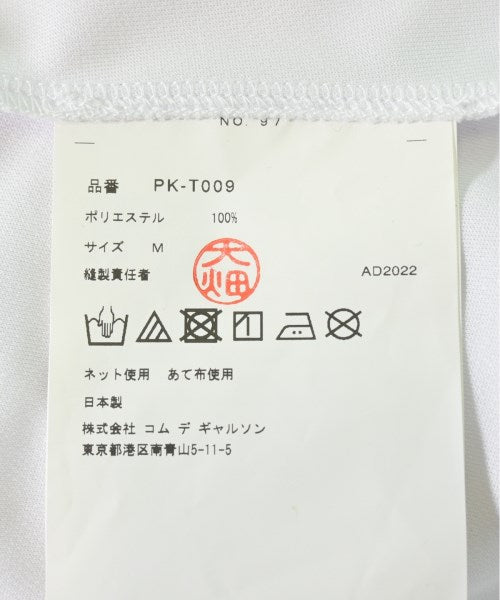 NO. 97
品番 PK-T009
ポリエステル 100%
サイズ M
縫製責任者 天畑 AD2022
ネット使用 あて布使用
日本製
株式会社 コム デ ギャルソン
東京都港区南青山5-11-5